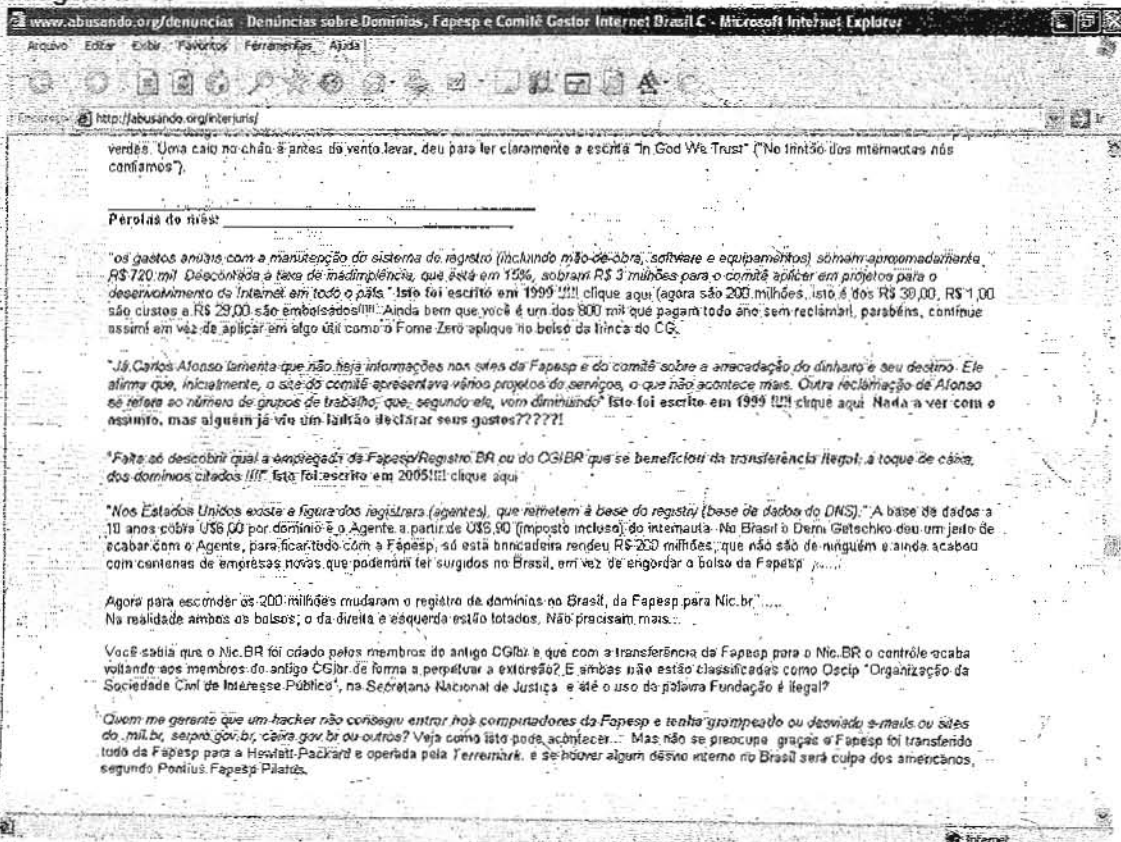 www.abusando.org/denuncias - Denúncias sobre Domínios, Fapesp e Comitê Gestor Internet Brasil C - Microsoft Internet Explorer
Arquivo Editar Exibir Favoritos Ferramentas Ajuda
http://abusando.org/interjuris/
verdes. Uma caiu no chão e antes do vento levar, deu para ler claramente a escrita "In God We Trust" ("No trintão dos internautas nós
confiamos").
Pérolas do mês:
"os gastos anuais com a manutenção do sistema de registro (incluindo mão-de-obra, software e equipamentos) somam aproximadamente
R$ 720 mil. Descontada a taxa de inadimplência, que está em 15%, sobram R$ 3 milhões para o comitê aplicar em projetos para o
desenvolvimento da Internet em todo o país." Isto foi escrito em 1999 !!!!! clique aqui (agora são 200 milhões, isto é dos R$ 30,00, R$ 1,00
são custos e R$ 29,00 são embolsados!!!!. Ainda bem que você é um dos 800 mil que pagam todo ano sem reclamar!, parabéns, continue
assim! em vez de aplicar em algo útil como o Fome Zero aplique no bolso da trinca do CG.
"Já Carlos Afonso lamenta que não haja informações nos sites da Fapesp e do comitê sobre a arrecadação do dinheiro e seu destino. Ele
afirma que, inicialmente, o site do comitê apresentava vários projetos de serviços, o que não acontece mais. Outra reclamação de Afonso
se refere ao número de grupos de trabalho, que, segundo ele, vem diminuindo" Isto foi escrito em 1999 !!!!! clique aqui Nada a ver com o
assunto, mas alguém já viu um ladrão declarar seus gastos?????!
"Falta só descobrir qual a empregada da Fapesp/Registro BR ou do CGIBR que se beneficiou da transferência ilegal, a toque de caixa,
dos domínios citados !!!!" Isto foi escrito em 2005!!!! clique aqui
"Nos Estados Unidos existe a figura dos registrars (agentes), que remetem à base do registry (base de dados do DNS)." A base de dados a
10 anos cobra US$ 6,00 por domínio e o Agente a partir de US$ 6,90 (imposto incluso) do internauta. No Brasil o Demi Getschko deu um jeito de
acabar com o Agente, para ficar tudo com a Fapesp, só esta brincadeira rendeu R$ 200 milhões, que não são de ninguém e ainda acabou
com centenas de empresas novas que poderiam ter surgidos no Brasil, em vez de engordar o bolso da Fapesp
Agora para esconder os 200 milhões mudaram o registro de domínios no Brasil, da Fapesp para Nic.br".....
Na realidade ambos os bolsos, o da direita e esquerda estão lotados. Não precisam mais...
Você sabia que o Nic.BR foi criado pelos membros do antigo CGIbr e que com a transferência da Fapesp para o Nic.BR o contrôle acaba
voltando aos membros do antigo CGIbr de forma a perpetuar a extorsão? E ambas não estão classificadas como Oscip "Organização da
Sociedade Civil de Interesse Público", na Secretaria Nacional de Justiça e até o uso da palavra Fundação é ilegal?
Quem me garante que um hacker não conseguiu entrar nos computadores da Fapesp e tenha grampeado ou desviado e-mails ou sites
do .mil.br, serpro.gov.br, caixa.gov.br ou outros? Veja como isto pode acontecer... Mas não se preocupe graças a Fapesp foi transferido
tudo da Fapesp para a Hewlett-Packard e operada pela Terremark, e se houver algum desvio interno no Brasil será culpa dos americanos,
segundo Pontius Fapesp Pilatus.
Internet